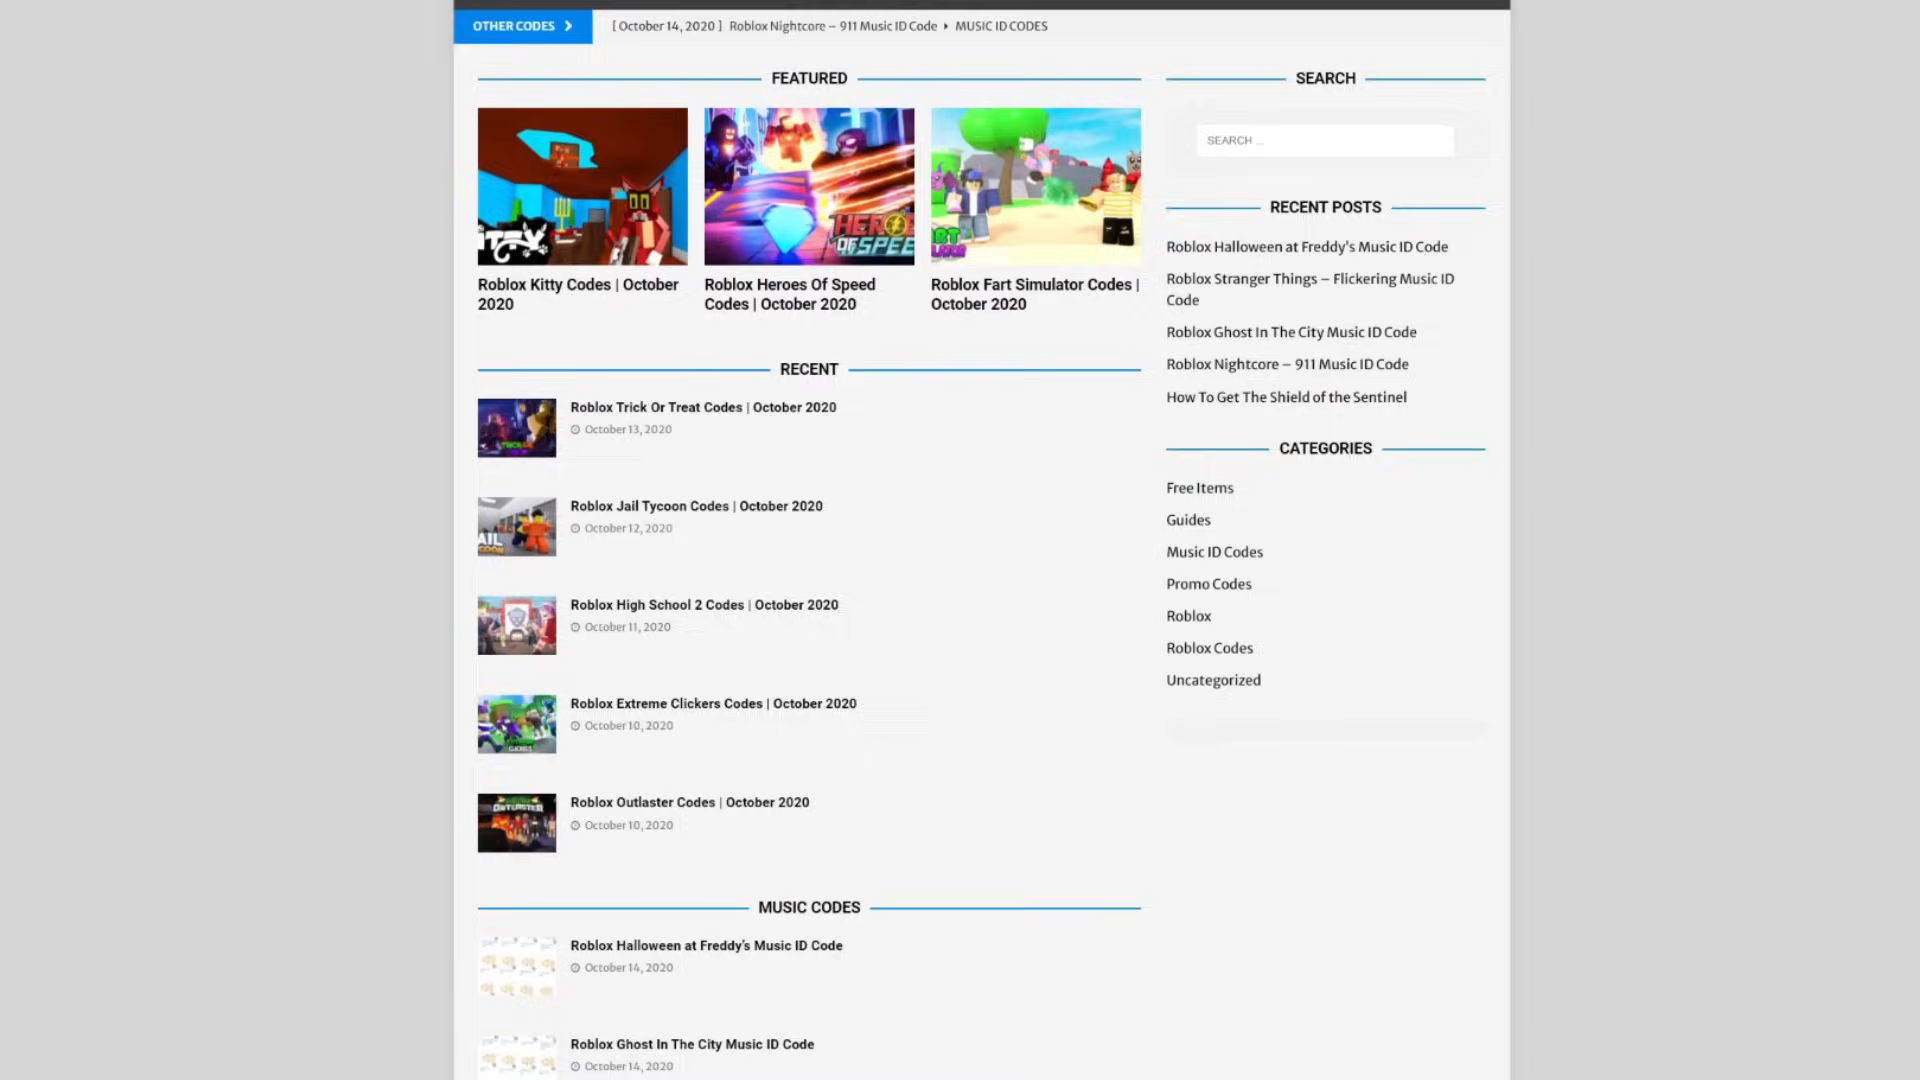 OTHER CODES
[ October 14, 2020 ] Roblox Nightcore – 911 Music ID Code MUSIC ID CODES
FEATURED
HEROES
OF SPEE
Roblox Kitty Codes | October
2020
Roblox Heroes Of Speed
Codes | October 2020
Roblox Fart Simulator Codes |
October 2020
RECENT
Roblox Trick Or Treat Codes | October 2020
October 13, 2020
AIL
Roblox Jail Tycoon Codes | October 2020
October 12, 2020
Roblox High School 2 Codes | October 2020
October 11, 2020
Roblox Extreme Clickers Codes | October 2020
October 10, 2020
OUTLASTER
Roblox Outlaster Codes | October 2020
October 10, 2020
MUSIC CODES
Roblox Halloween at Freddy's Music ID Code
October 14, 2020
Roblox Ghost In The City Music ID Code
October 14, 2020
SEARCH
SEARCH ...
RECENT POSTS
Roblox Halloween at Freddy's Music ID Code
Roblox Stranger Things – Flickering Music ID
Code
Roblox Ghost In The City Music ID Code
Roblox Nightcore – 911 Music ID Code
How To Get The Shield of the Sentinel
CATEGORIES
Free Items
Guides
Music ID Codes
Promo Codes
Roblox
Roblox Codes
Uncategorized